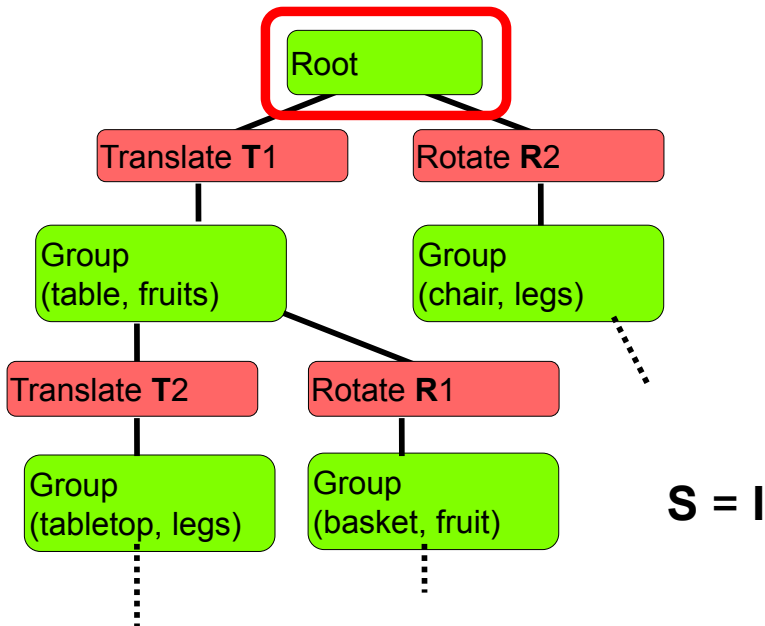 Root
Translate T1
Rotate R2
Group
(table, fruits)
Group
(chair, legs)
Translate T2
Rotate R1
Group
(tabletop, legs)
Group
(basket, fruit)
S = I